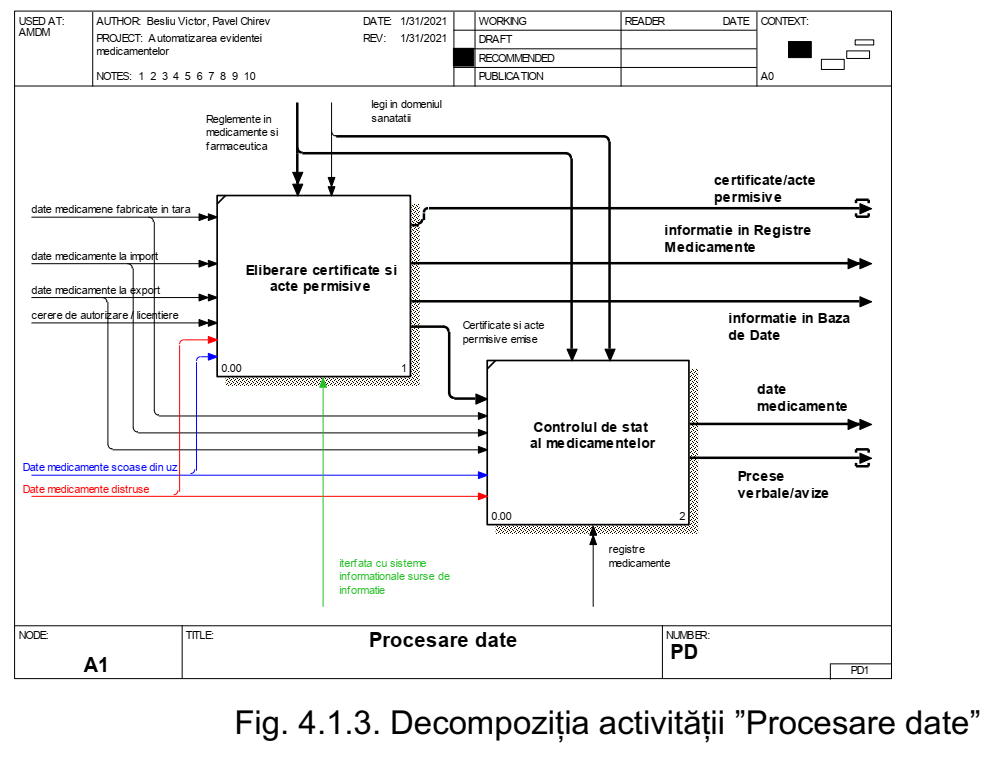 USED AT:
AMDM
AUTHOR: Besliu Victor, Pavel Chirev
DATE: 1/31/2021
PROJECT: Automatizarea evidentei
medicamentelor
REV: 1/31/2021
NOTES: 1 2 3 4 5 6 7 8 9 10
WORKING
DRAFT
RECOMMENDED
PUBLICATION
READER
DATE
CONTEXT:
A0
Reglemente in
medicamente si
farmaceutica
legi in domeniul
sanatatii
date medicamene fabricate in tara
date medicamente la import
date medicamente la export
cerere de autorizare / licentiere
Eliberare certificate si
acte permisive
0.00
1
certificate/acte
permisive
informatie in Registre
Medicamente
informatie in Baza
de Date
Certificate si acte
permisive emise
Controlul de stat
al medicamentelor
0.00
2
date
medicamente
Prcese
verbale/avize
Date medicamente scoase din uz
Date medicamente distruse
iterfata cu sisteme
informationale surse de
informatie
registre
medicamente
NODE:
A1
TITLE:
Procesare date
NUMBER:
PD
PD1
Fig. 4.1.3. Decompoziția activității ”Procesare date”